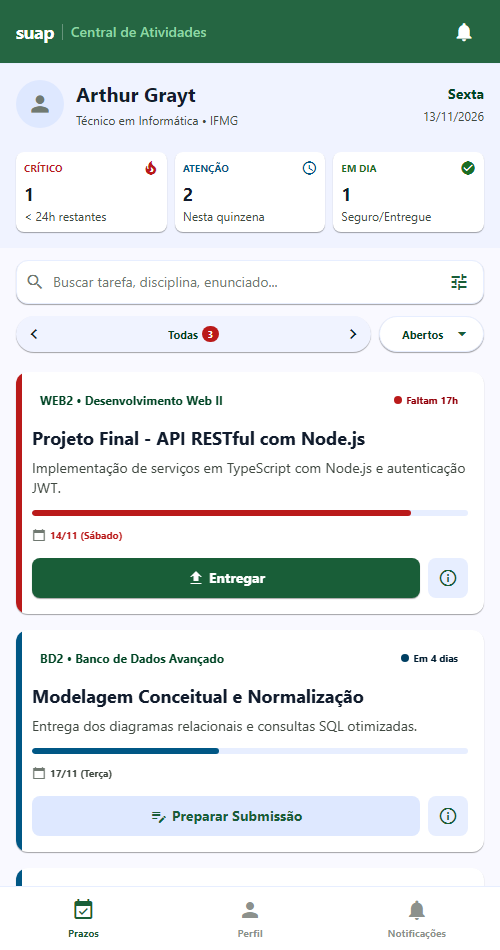 suap | Central de Atividades
Arthur Grayt
Sexta
Técnico em Informática • IFMG
13/11/2026
CRÍTICO
1
< 24h restantes
ATENÇÃO
2
Nesta quinzena
EM DIA
1
Seguro/Entregue
Buscar tarefa, disciplina, enunciado...
Todas 3
Abertos
WEB2 • Desenvolvimento Web II
Faltam 17h
Projeto Final - API RESTful com Node.js
Implementação de serviços em TypeScript com Node.js e autenticação
JWT.
14/11 (Sábado)
Entregar
BD2 • Banco de Dados Avançado
Em 4 dias
Modelagem Conceitual e Normalização
Entrega dos diagramas relacionais e consultas SQL otimizadas.
17/11 (Terça)
Preparar Submissão
Prazos
Perfil
Notificações